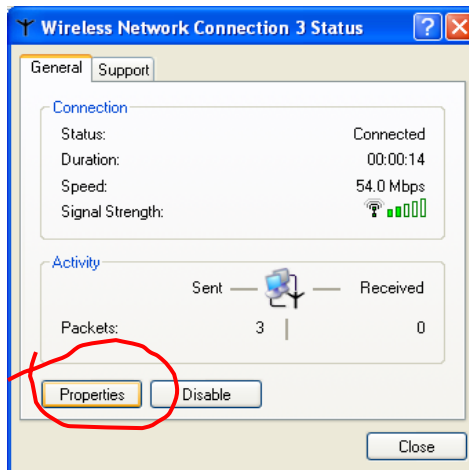 Wireless Network Connection 3 Status
General Support
Connection
Status: Connected
Duration: 00:00:14
Speed: 54.0 Mbps
Signal Strength:
Activity
Sent Received
Packets: 3 0
Properties Disable
Close